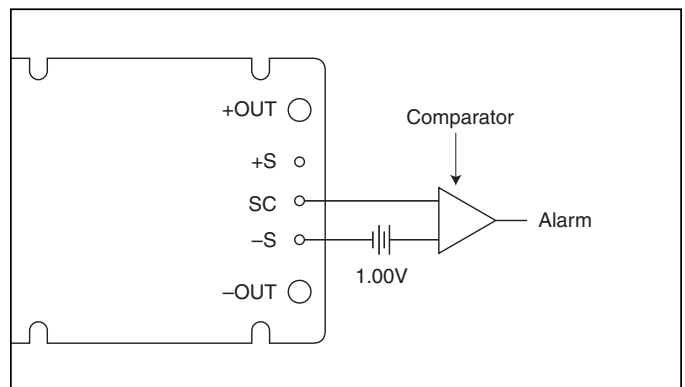 +OUT
Comparator
+S
SC
Alarm
–S
1.00V
–OUT